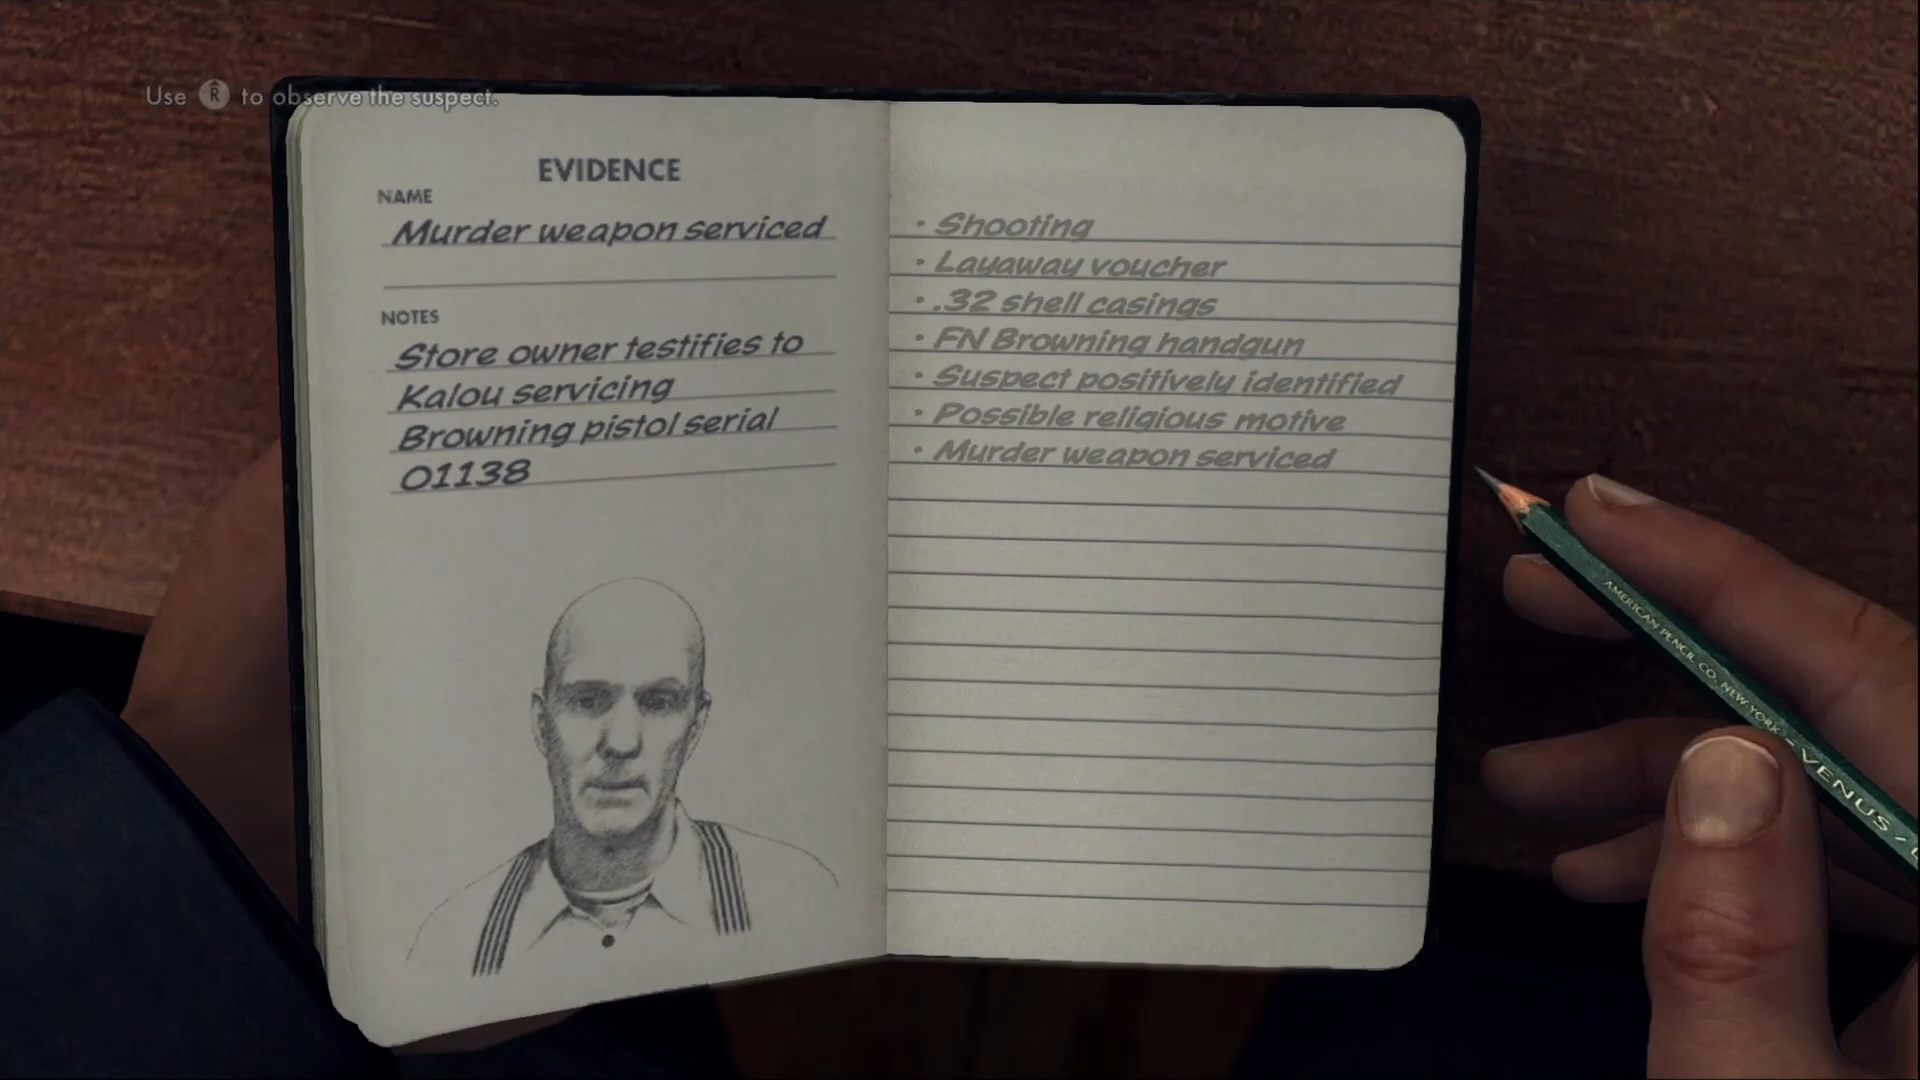 Use R to observe the suspect.
EVIDENCE
NAME
Murder weapon serviced
NOTES
Store owner testifies to
Kalou servicing
Browning pistol serial
01138
• Shooting
• Layaway voucher
• .32 shell casings
• FN Browning handgun
• Suspect positively identified
• Possible religious motive
• Murder weapon serviced
AMERICAN PENCIL CO. NEW YORK VENUS